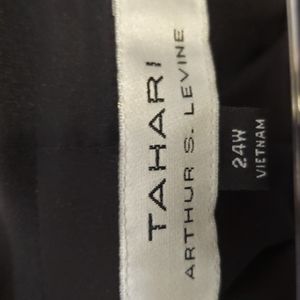 TAHARI
ARTHUR S. LEVINE
24W
VIETNAM